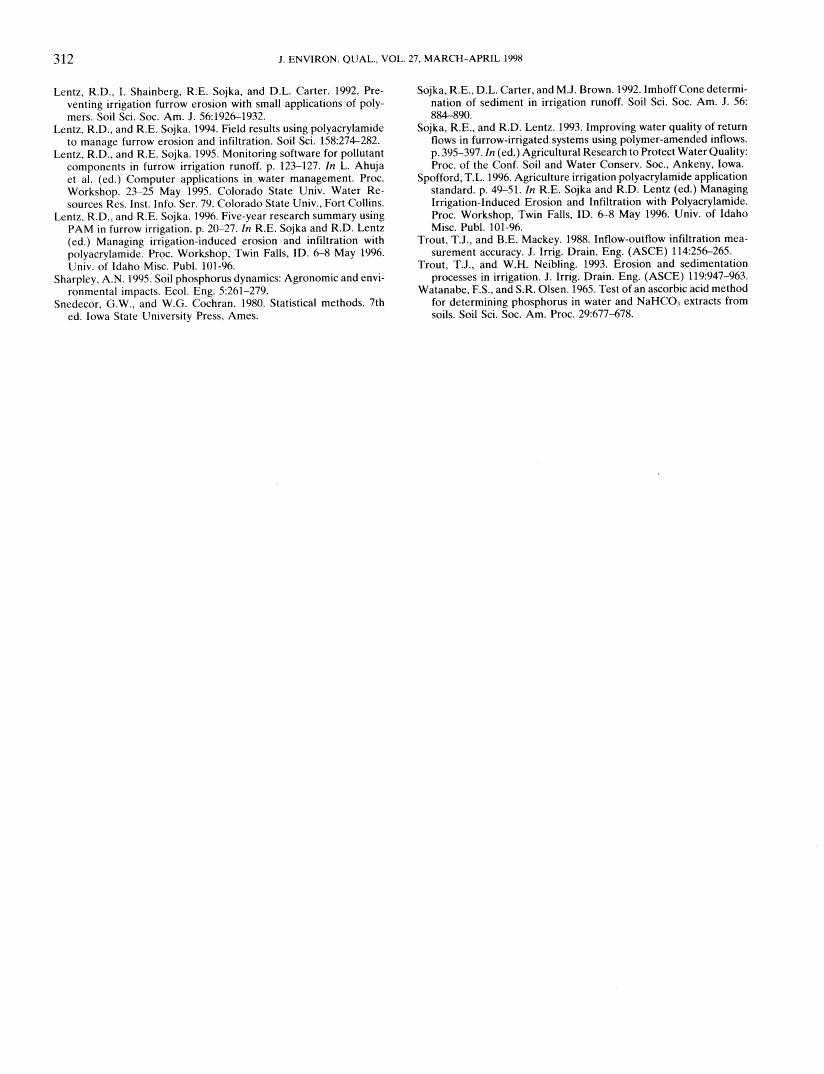 312
J. ENVIRON. QUAL., VOL. 27, MARCH–APRIL 1998
Lentz, R.D., I. Shainberg, R.E. Sojka, and D.L. Carter. 1992. Pre-
venting irrigation furrow erosion with small applications of poly-
mers. Soil Sci. Soc. Am. J. 56:1926–1932.
Lentz, R.D., and R.E. Sojka. 1994. Field results using polyacrylamide
to manage furrow erosion and infiltration. Soil Sci. 158:274–282.
Lentz, R.D., and R.E. Sojka. 1995. Monitoring software for pollutant
components in furrow irrigation runoff. p. 123–127. In L. Ahuja
et al. (ed.) Computer applications in water management. Proc.
Workshop. 23–25 May 1995. Colorado State Univ. Water Re-
sources Res. Inst. Info. Ser. 79. Colorado State Univ., Fort Collins.
Lentz, R.D., and R.E. Sojka. 1996. Five-year research summary using
PAM in furrow irrigation. p. 20–27. In R.E. Sojka and R.D. Lentz
(ed.) Managing irrigation-induced erosion and infiltration with
polyacrylamide. Proc. Workshop, Twin Falls, ID. 6–8 May 1996.
Univ. of Idaho Misc. Publ. 101-96.
Sharpley, A.N. 1995. Soil phosphorus dynamics: Agronomic and envi-
ronmental impacts. Ecol. Eng. 5:261–279.
Snedecor, G.W., and W.G. Cochran. 1980. Statistical methods. 7th
ed. Iowa State University Press, Ames.
Sojka, R.E., D.L. Carter, and M.J. Brown. 1992. Imhoff Cone determi-
nation of sediment in irrigation runoff. Soil Sci. Soc. Am. J. 56:
884–890.
Sojka, R.E., and R.D. Lentz. 1993. Improving water quality of return
flows in furrow-irrigated systems using polymer-amended inflows.
p. 395–397. In (ed.) Agricultural Research to Protect Water Quality:
Proc. of the Conf. Soil and Water Conserv. Soc., Ankeny, Iowa.
Spofford, T.L. 1996. Agriculture irrigation polyacrylamide application
standard. p. 49–51. In R.E. Sojka and R.D. Lentz (ed.) Managing
Irrigation-Induced Erosion and Infiltration with Polyacrylamide.
Proc. Workshop, Twin Falls, ID. 6–8 May 1996. Univ. of Idaho
Misc. Publ. 101-96.
Trout, T.J., and B.E. Mackey. 1988. Inflow-outflow infiltration mea-
surement accuracy. J. Irrig. Drain. Eng. (ASCE) 114:256–265.
Trout, T.J., and W.H. Neibling. 1993. Erosion and sedimentation
processes in irrigation. J. Irrig. Drain. Eng. (ASCE) 119:947–963.
Watanabe, F.S., and S.R. Olsen. 1965. Test of an ascorbic acid method
for determining phosphorus in water and NaHCO₃ extracts from
soils. Soil Sci. Soc. Am. Proc. 29:677–678.